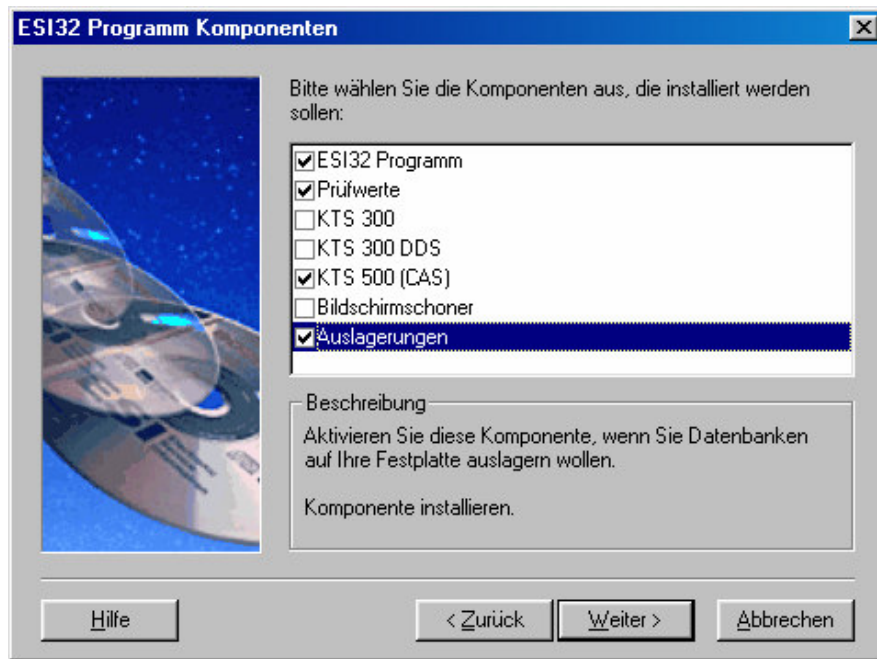 ESI32 Programm Komponenten
Bitte wählen Sie die Komponenten aus, die installiert werden
sollen:
ESI32 Programm
Prüfwerte
KTS 300
KTS 300 DDS
KTS 500 (CAS)
Bildschirmschoner
Auslagerungen
Beschreibung
Aktivieren Sie diese Komponente, wenn Sie Datenbanken
auf Ihre Festplatte auslagern wollen.
Komponente installieren.
Hilfe
< Zurück
Weiter >
Abbrechen